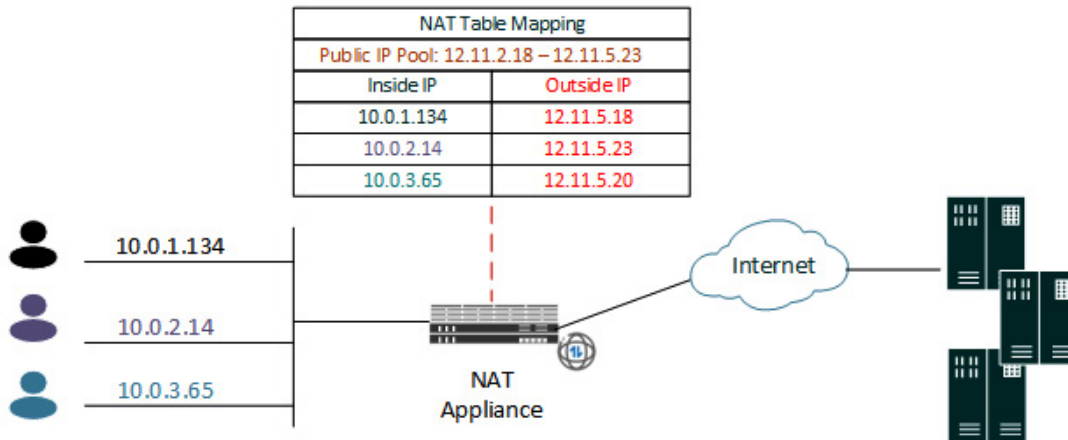 NAT Table Mapping
Public IP Pool: 12.11.2.18 – 12.11.5.23
Inside IP Outside IP
10.0.1.134 12.11.5.18
10.0.2.14 12.11.5.23
10.0.3.65 12.11.5.20
10.0.1.134
10.0.2.14
10.0.3.65
NAT
Appliance
Internet